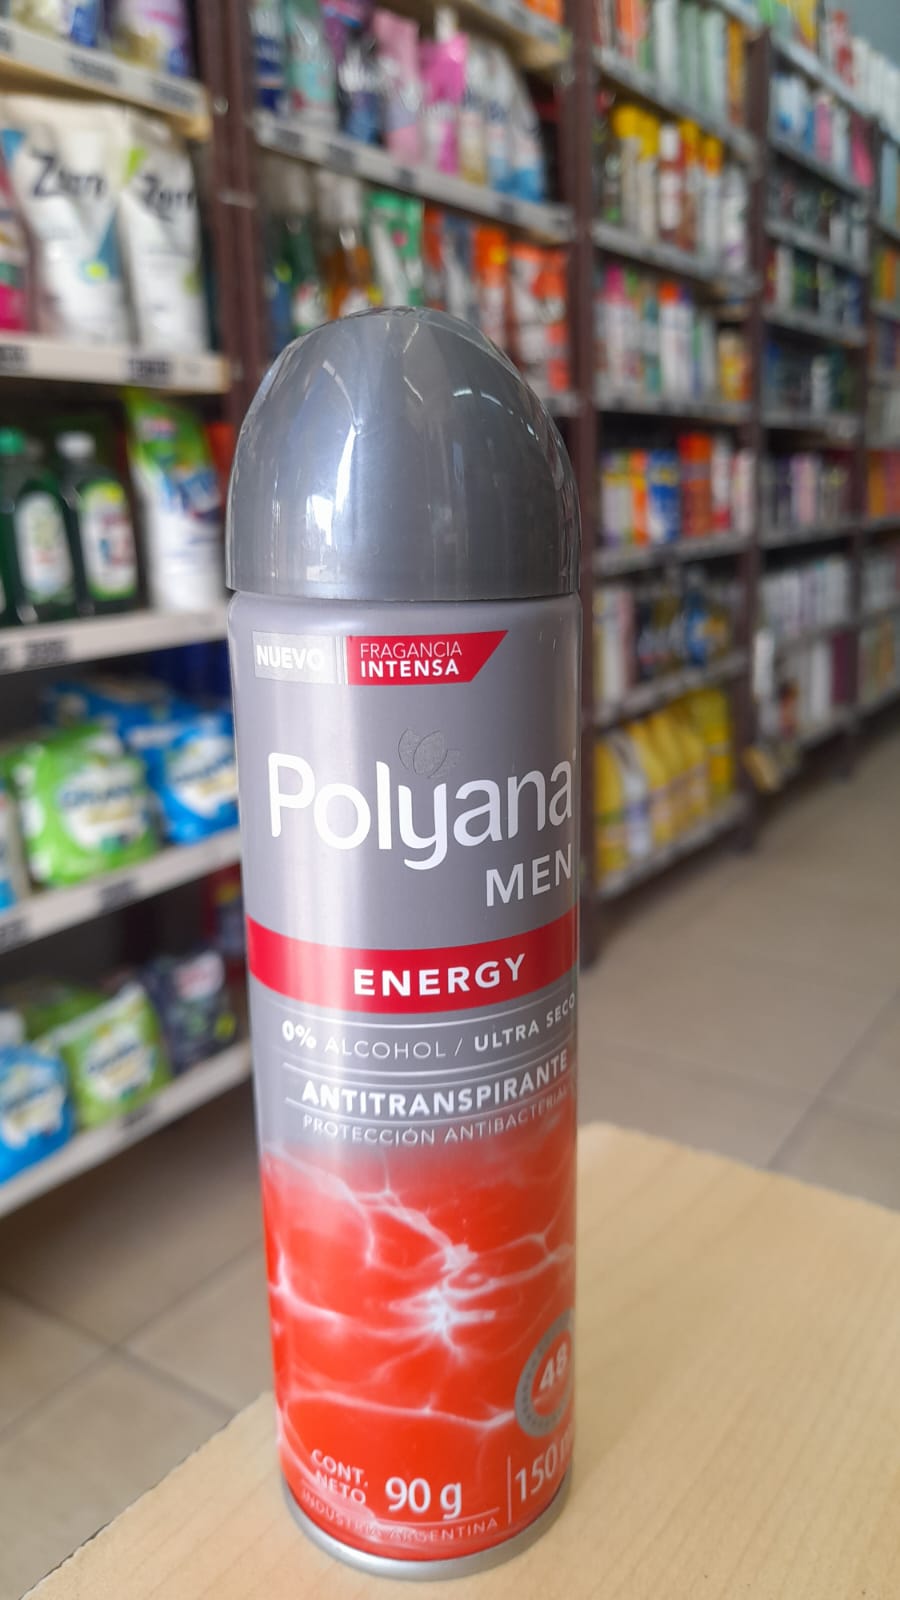 NUEVO
FRAGANCIA
INTENSA
Polyana
MEN
ENERGY
0% ALCOHOL / ULTRA SECO
ANTITRANSPIRANTE
PROTECCIÓN ANTIBACTERIAL
48
CONT.
NETO 90 g 150
INDUSTRIA ARGENTINA